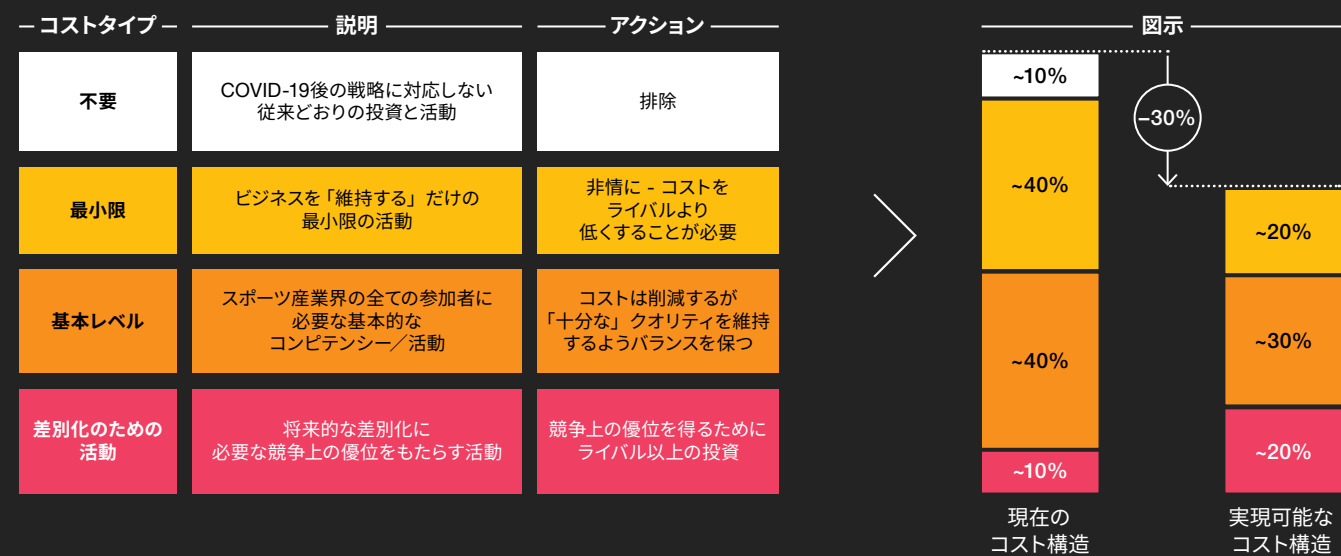 コストタイプ
説明
アクション
図示
不要
COVID-19後の戦略に対応しない
従来どおりの投資と活動
排除
最小限
ビジネスを「維持する」だけの
最小限の活動
非情に - コストを
ライバルより
低くすることが必要
基本レベル
スポーツ産業界の全ての参加者に
必要な基本的な
コンピテンシー／活動
コストは削減するが
「十分な」クオリティを維持
するようバランスを保つ
差別化のための
活動
将来的な差別化に
必要な競争上の優位をもたらす活動
競争上の優位を得るために
ライバル以上の投資
~10%
~40%
~40%
~10%
現在の
コスト構造
–30%
~20%
~30%
~20%
実現可能な
コスト構造